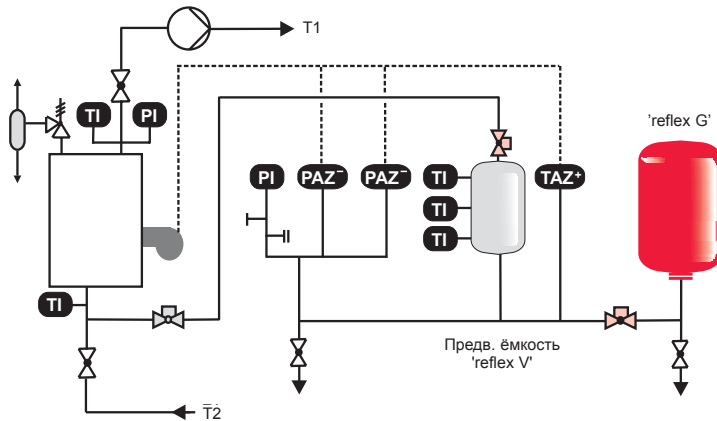 T1
'reflex G'
TI
PI
PI
PAZ–
PAZ–
TI
TAZ+
TI
TI
TI
Предв. ёмкость
'reflex V'
T2